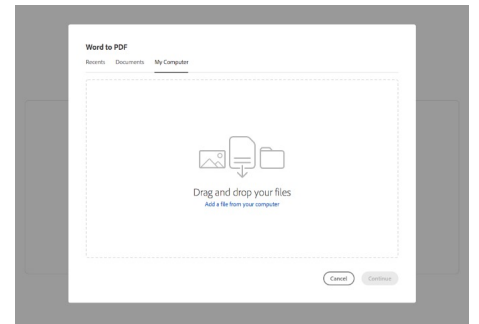 Word to PDF
Recents Documents My Computer
Drag and drop your files
Add a file from your computer
Cancel Continue